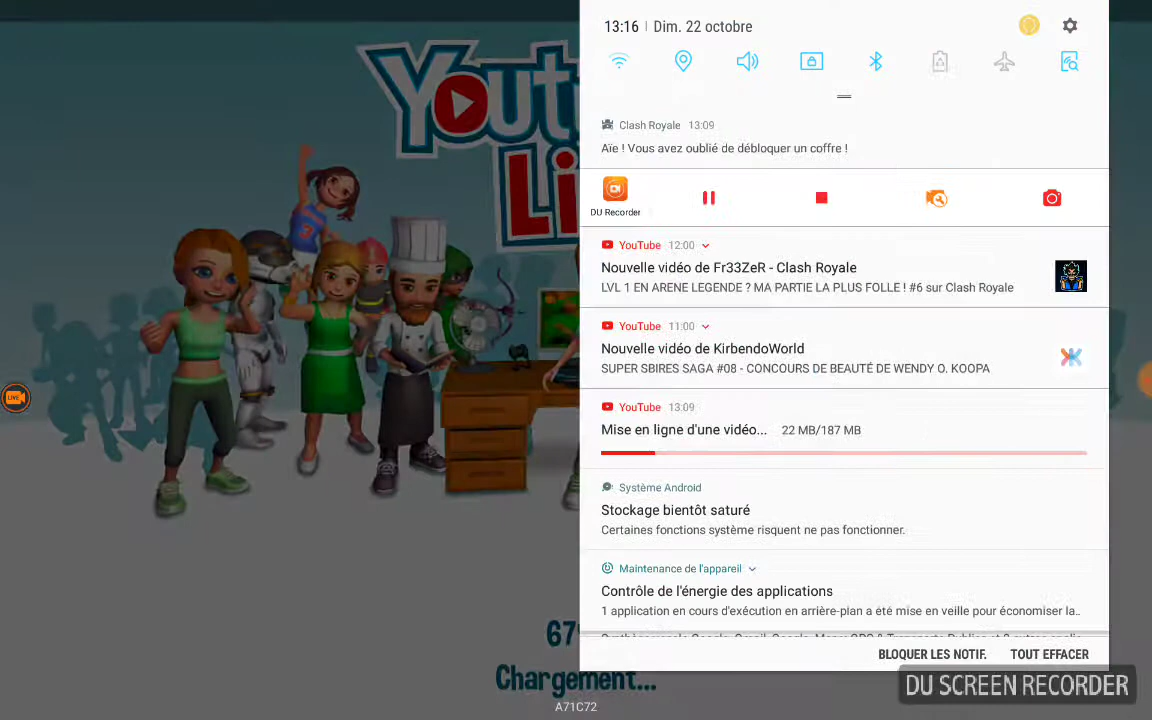 13:16 | Dim. 22 octobre
Clash Royale 13:09
Aïe ! Vous avez oublié de débloquer un coffre !
DU Recorder
YouTube 12:00
Nouvelle vidéo de Fr33ZeR - Clash Royale
LVL 1 EN ARENE LEGENDE ? MA PARTIE LA PLUS FOLLE ! #6 sur Clash Royale
YouTube 11:00
Nouvelle vidéo de KirbendoWorld
SUPER SBIRES SAGA #08 - CONCOURS DE BEAUTÉ DE WENDY O. KOOPA
YouTube 13:09
Mise en ligne d'une vidéo... 22 MB/187 MB
Système Android
Stockage bientôt saturé
Certaines fonctions système risquent ne pas fonctionner.
Maintenance de l'appareil
Contrôle de l'énergie des applications
1 application en cours d'exécution en arrière-plan a été mise en veille pour économiser la..
BLOQUER LES NOTIF. TOUT EFFACER
DU SCREEN RECORDER
LIVE
67
Chargement...
A71C72